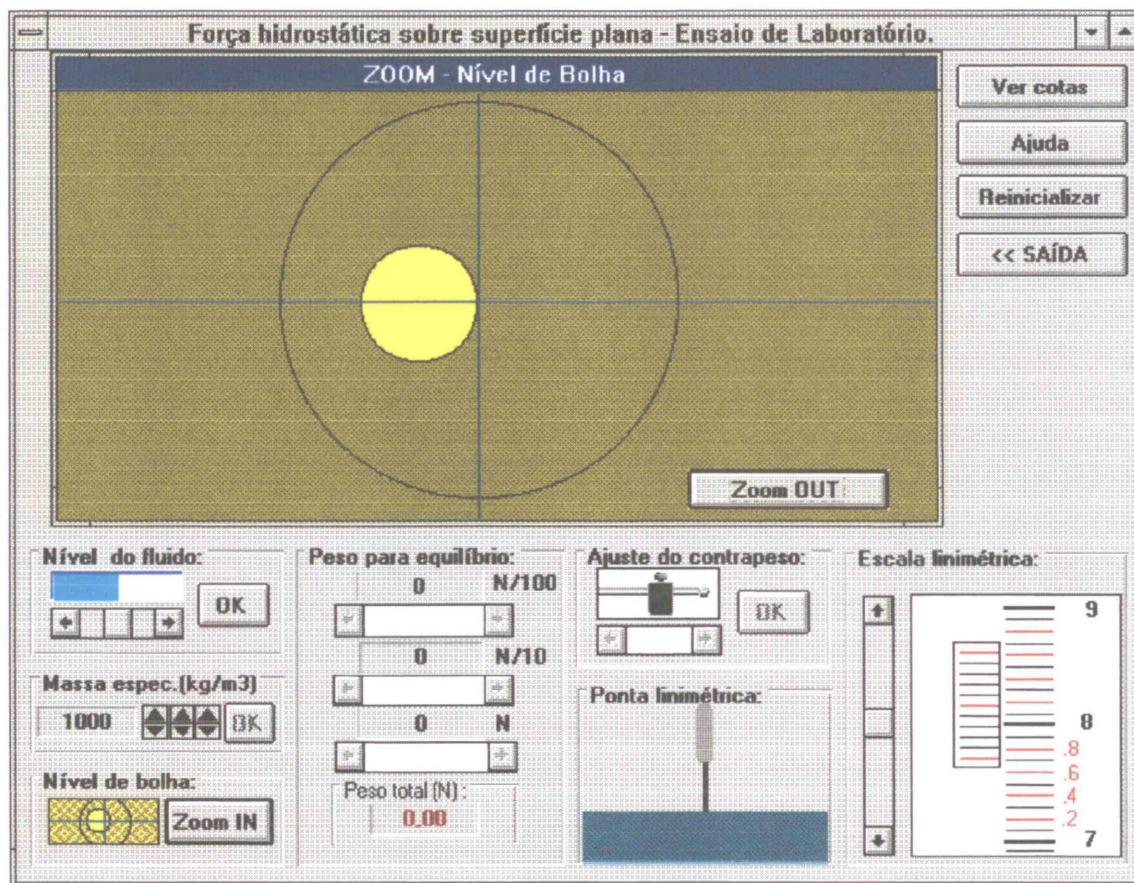 Força hidrostática sobre superfície plana - Ensaio de Laboratório.
ZOOM - Nível de Bolha
Ver cotas
Ajuda
Reinicializar
<< SAÍDA
Zoom OUT
Nível do fluido:
OK
Massa espec.(kg/m3)
1000
OK
Nível de bolha:
Zoom IN
Peso para equilíbrio:
0 N/100
0 N/10
0 N
Peso total (N) :
0,00
Ajuste do contrapeso:
OK
Ponta linimétrica:
Escala linimétrica:
9
8
.8
.6
.4
.2
7